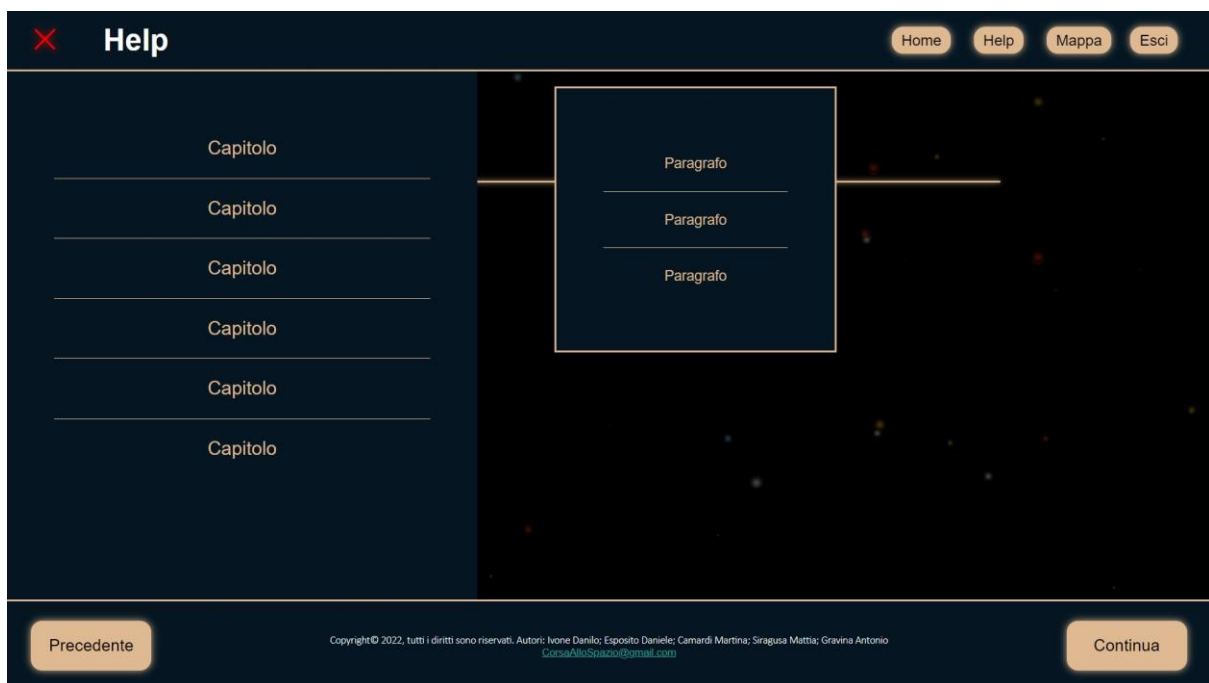 Help
Home
Help
Mappa
Esci
Capitolo
Capitolo
Capitolo
Capitolo
Capitolo
Capitolo
Paragrafo
Paragrafo
Paragrafo
Precedente
Copyright© 2022, tutti i diritti sono riservati. Autori: Ivone Danilo; Esposito Daniele; Camardi Martina; Siragusa Mattia; Gravina Antonio
CorsaAlloSpazio@gmail.com
Continua